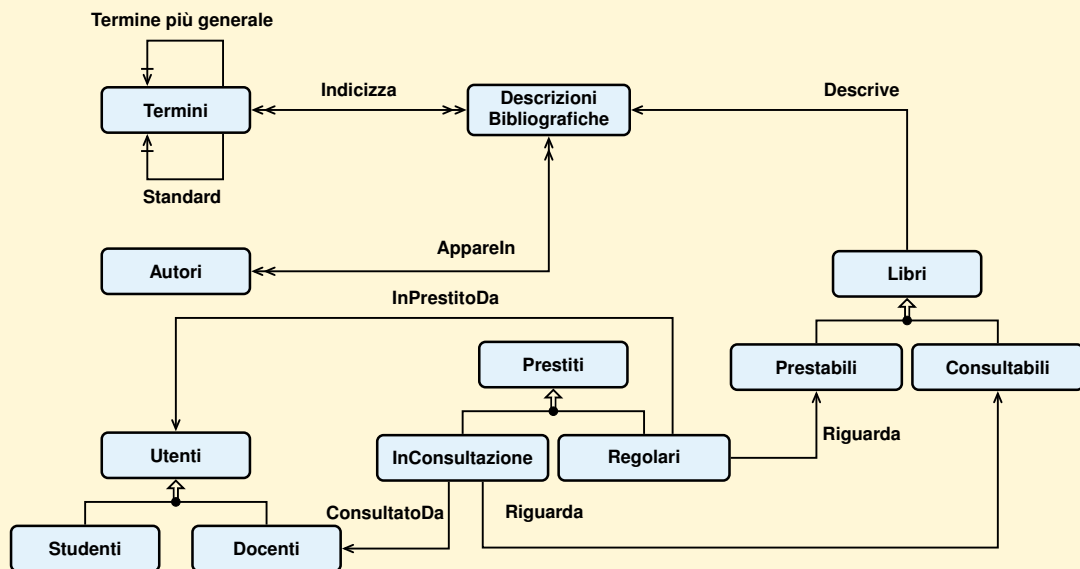 Termine più generale
Termini
Indicizza
Descrizioni
Bibliografiche
Descrive
Standard
Autori
AppareIn
Libri
InPrestitoDa
Prestiti
Prestabili
Consultabili
Utenti
InConsultazione
Regolari
Riguarda
ConsultatoDa
Riguarda
Studenti
Docenti